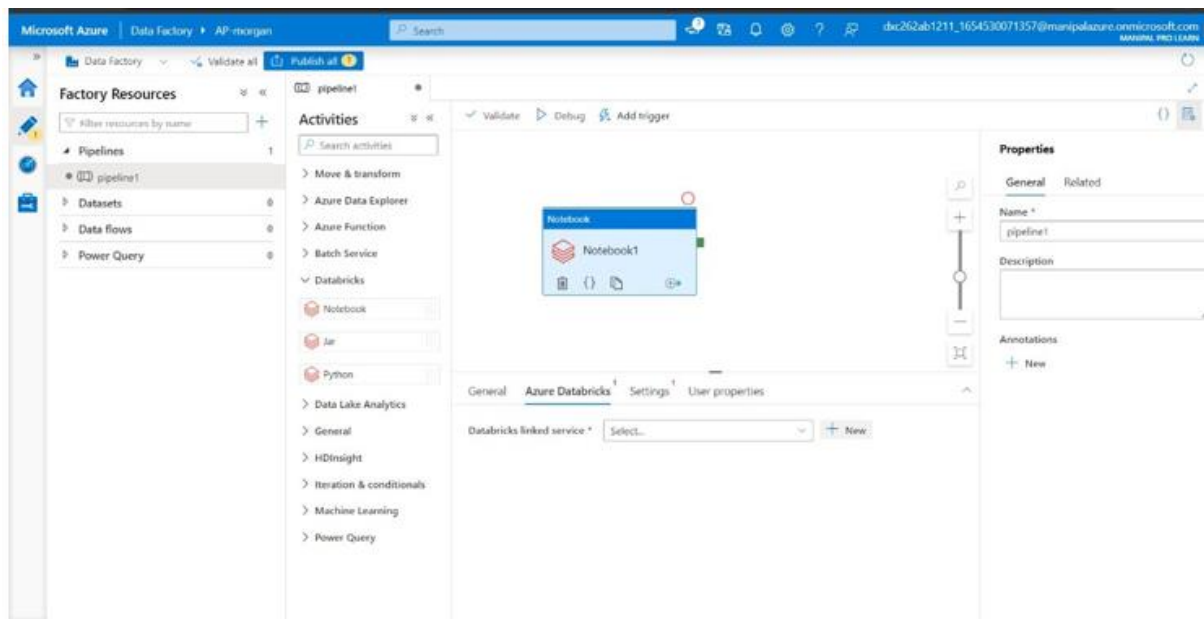 Microsoft Azure | Data Factory ▸ AP-morgan
Search
dxc262ab1211_1654530071357@manipalazure.onmicrosoft.com
MANIPAL PRO LEARN
Data Factory
Validate all
Publish all 1
Factory Resources
Filter resources by name
Pipelines 1
pipeline1
Datasets 0
Data flows 0
Power Query 0
pipeline1
Activities
Search activities
Move & transform
Azure Data Explorer
Azure Function
Batch Service
Databricks
Notebook
Jar
Python
Data Lake Analytics
General
HDInsight
Iteration & conditionals
Machine Learning
Power Query
Validate Debug Add trigger
Notebook
Notebook1
General Azure Databricks 1 Settings 1 User properties
Databricks linked service * Select... New
Properties
General Related
Name *
pipeline1
Description
Annotations
New